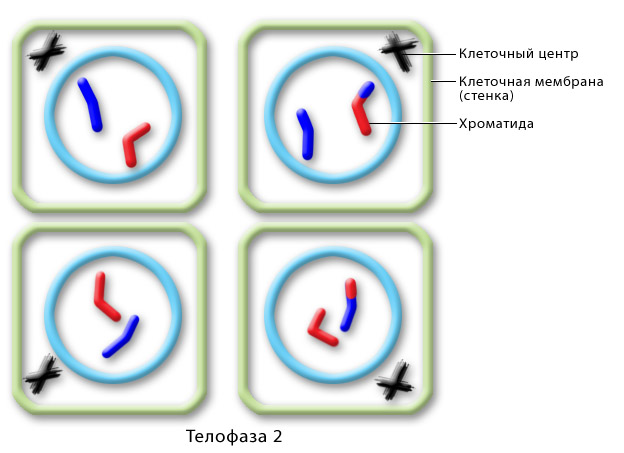 Клеточный центр
Клеточная мембрана
(стенка)
Хроматида
Телофаза 2